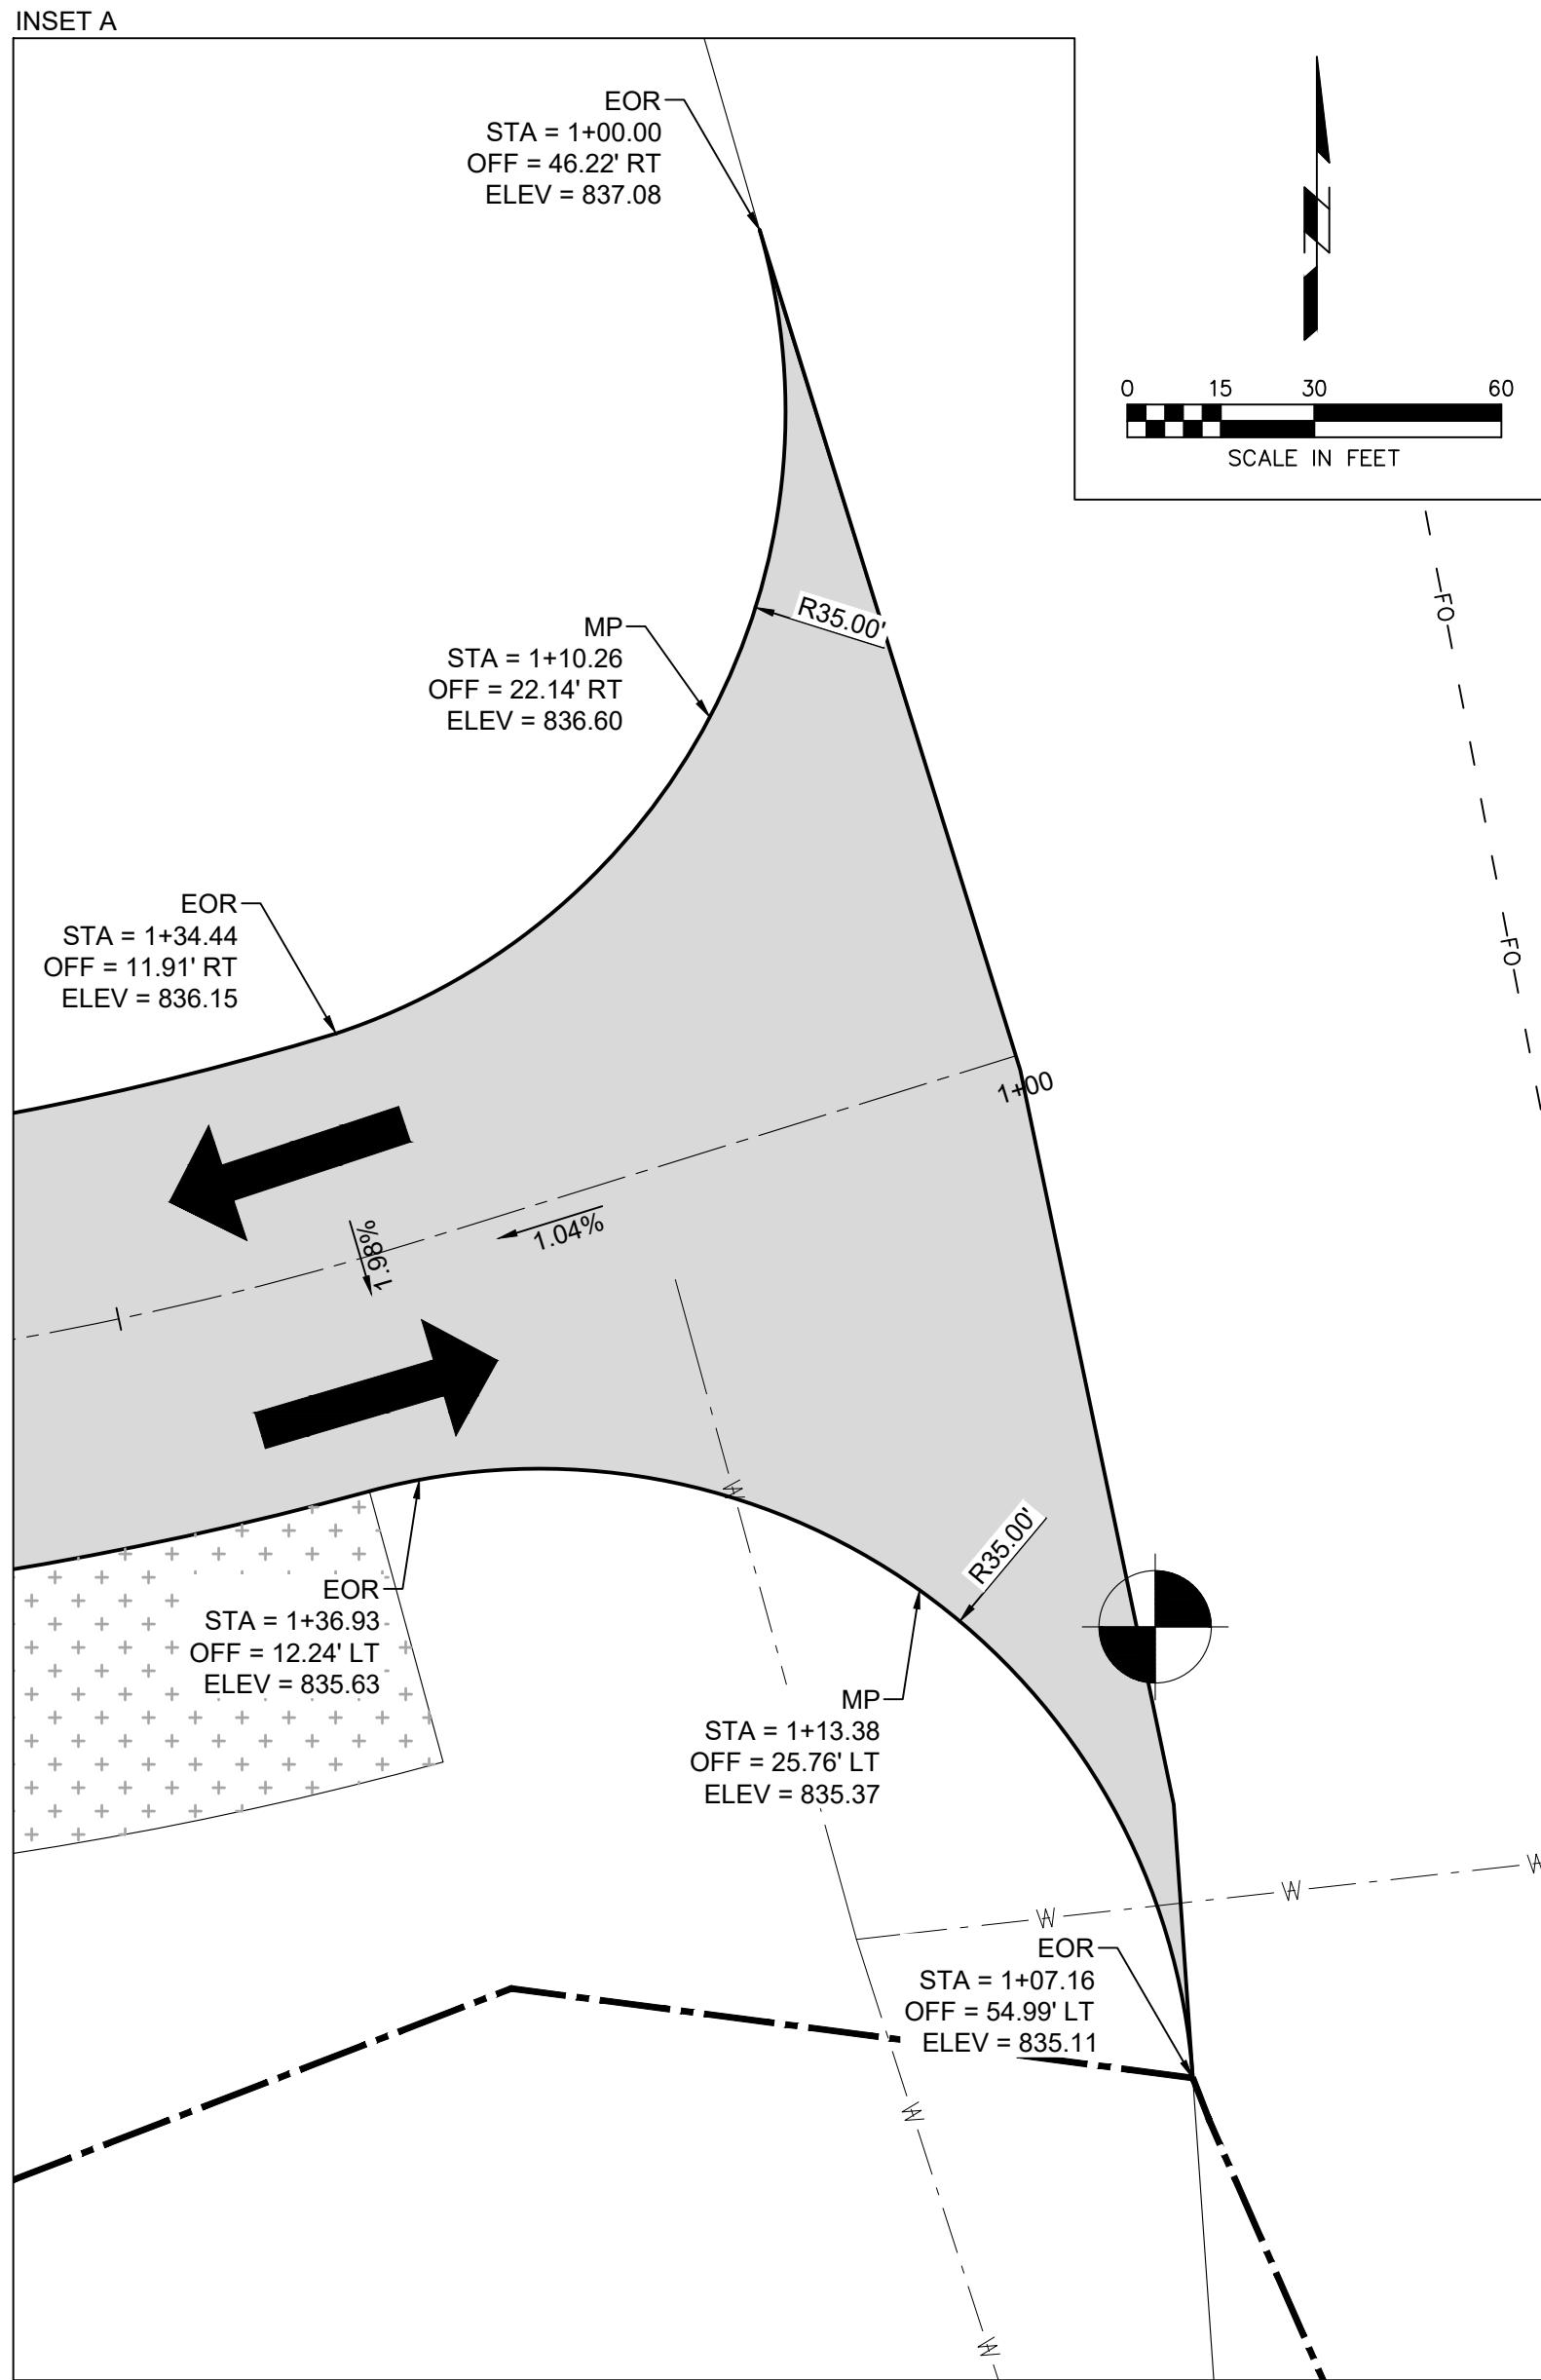 INSET A
EOR
STA = 1+00.00
OFF = 46.22' RT
ELEV = 837.08
0 15 30 60
SCALE IN FEET
FO
R35.00'
MP
STA = 1+10.26
OFF = 22.14' RT
ELEV = 836.60
EOR
STA = 1+34.44
OFF = 11.91' RT
ELEV = 836.15
FO
1+00
1.04%
1.98%
W
R35.00'
EOR
STA = 1+36.93
OFF = 12.24' LT
ELEV = 835.63
MP
STA = 1+13.38
OFF = 25.76' LT
ELEV = 835.37
W
W
W
EOR
STA = 1+07.16
OFF = 54.99' LT
ELEV = 835.11
W
W